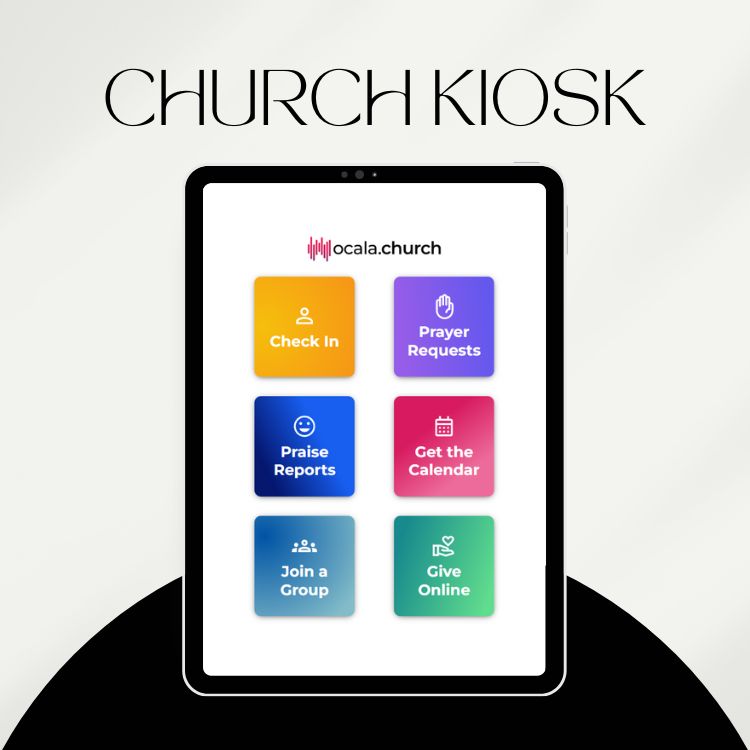 CHURCH KIOSK
ocala.church
Check In
Prayer
Requests
Praise
Reports
Get the
Calendar
Join a
Group
Give
Online